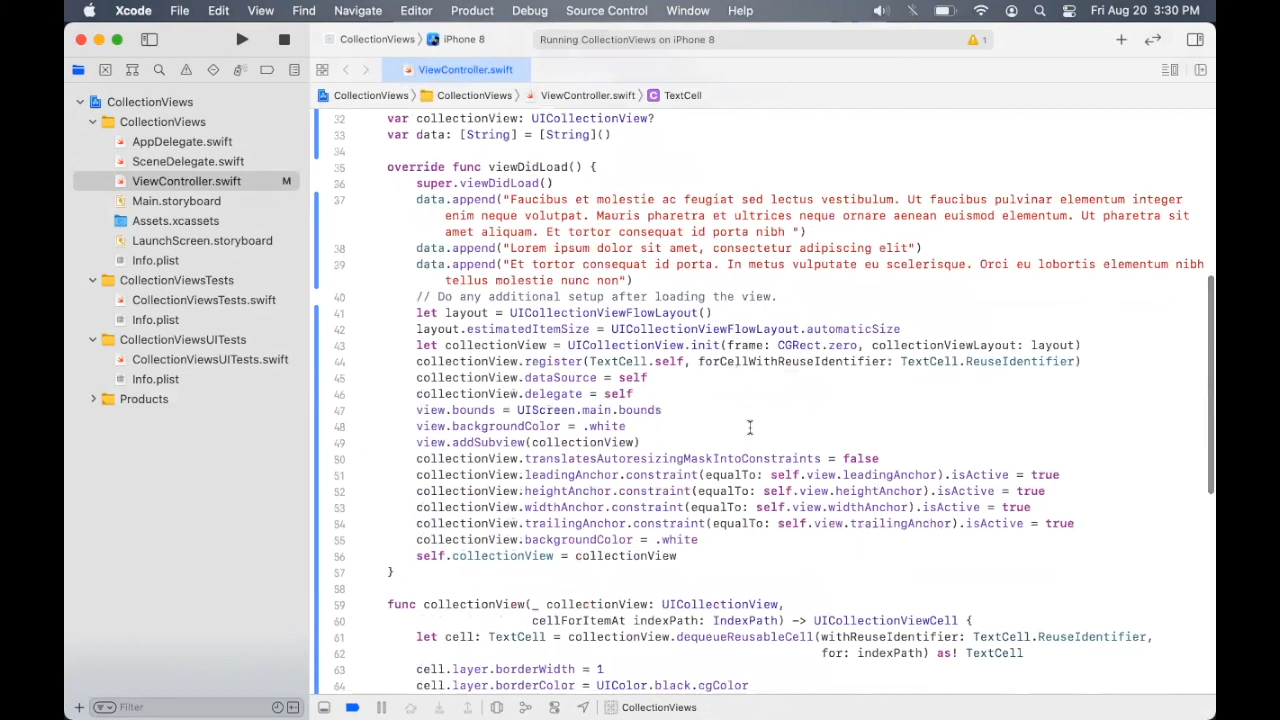 Xcode File Edit View Find Navigate Editor Product Debug Source Control Window Help Fri Aug 20 3:30 PM
CollectionViews iPhone 8 Running CollectionViews on iPhone 8 1
ViewController.swift
CollectionViews CollectionViews ViewController.swift C TextCell
CollectionViews
CollectionViews
AppDelegate.swift
SceneDelegate.swift
ViewController.swift M
Main.storyboard
Assets.xcassets
LaunchScreen.storyboard
Info.plist
CollectionViewsTests
CollectionViewsTests.swift
Info.plist
CollectionViewsUITests
CollectionViewsUITests.swift
Info.plist
Products
Filter
32 var collectionView: UICollectionView?
33 var data: [String] = [String]()
34
35 override func viewDidLoad() {
36 super.viewDidLoad()
37 data.append("Faucibus et molestie ac feugiat sed lectus vestibulum. Ut faucibus pulvinar elementum integer
enim neque volutpat. Mauris pharetra et ultrices neque ornare aenean euismod elementum. Ut pharetra sit
amet aliquam. Et tortor consequat id porta nibh ")
38 data.append("Lorem ipsum dolor sit amet, consectetur adipiscing elit")
39 data.append("Et tortor consequat id porta. In metus vulputate eu scelerisque. Orci eu lobortis elementum nibh
tellus molestie nunc non")
40 // Do any additional setup after loading the view.
41 let layout = UICollectionViewFlowLayout()
42 layout.estimatedItemSize = UICollectionViewFlowLayout.automaticSize
43 let collectionView = UICollectionView.init(frame: CGRect.zero, collectionViewLayout: layout)
44 collectionView.register(TextCell.self, forCellWithReuseIdentifier: TextCell.ReuseIdentifier)
45 collectionView.dataSource = self
46 collectionView.delegate = self
47 view.bounds = UIScreen.main.bounds
48 view.backgroundColor = .white
49 view.addSubview(collectionView)
50 collectionView.translatesAutoresizingMaskIntoConstraints = false
51 collectionView.leadingAnchor.constraint(equalTo: self.view.leadingAnchor).isActive = true
52 collectionView.heightAnchor.constraint(equalTo: self.view.heightAnchor).isActive = true
53 collectionView.widthAnchor.constraint(equalTo: self.view.widthAnchor).isActive = true
54 collectionView.trailingAnchor.constraint(equalTo: self.view.trailingAnchor).isActive = true
55 collectionView.backgroundColor = .white
56 self.collectionView = collectionView
57 }
58
59 func collectionView(_ collectionView: UICollectionView,
60 cellForItemAt indexPath: IndexPath) -> UICollectionViewCell {
61 let cell: TextCell = collectionView.dequeueReusableCell(withReuseIdentifier: TextCell.ReuseIdentifier,
62 for: indexPath) as! TextCell
63 cell.layer.borderWidth = 1
64 cell.layer.borderColor = UIColor.black.cgColor
CollectionViews